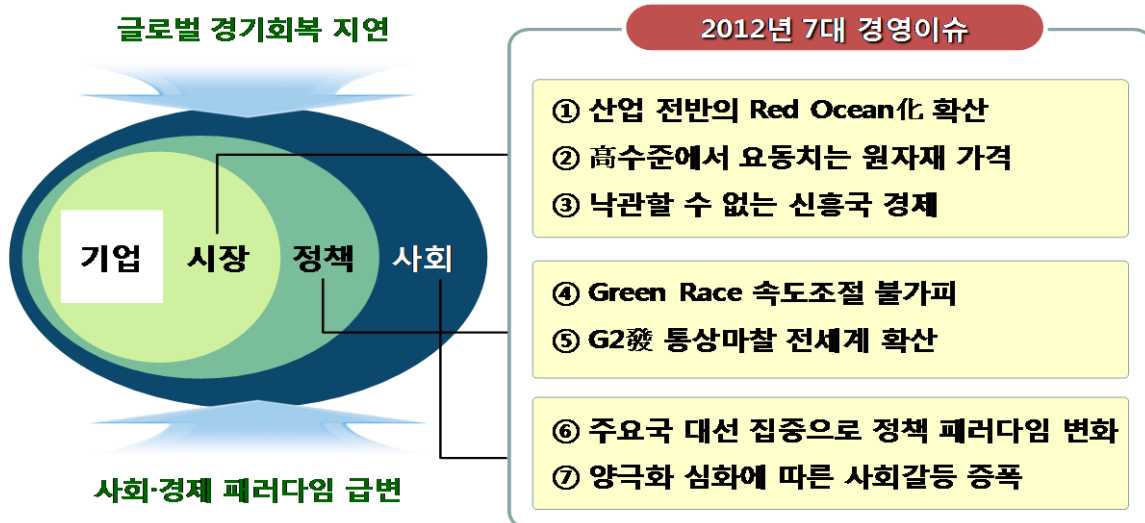 글로벌 경기회복 지연
기업
시장
정책
사회
사회·경제 패러다임 급변
2012년 7대 경영이슈
① 산업 전반의 Red Ocean化 확산
② 高수준에서 요동치는 원자재 가격
③ 낙관할 수 없는 신흥국 경제
④ Green Race 속도조절 불가피
⑤ G2發 통상마찰 전세계 확산
⑥ 주요국 대선 집중으로 정책 패러다임 변화
⑦ 양극화 심화에 따른 사회갈등 증폭